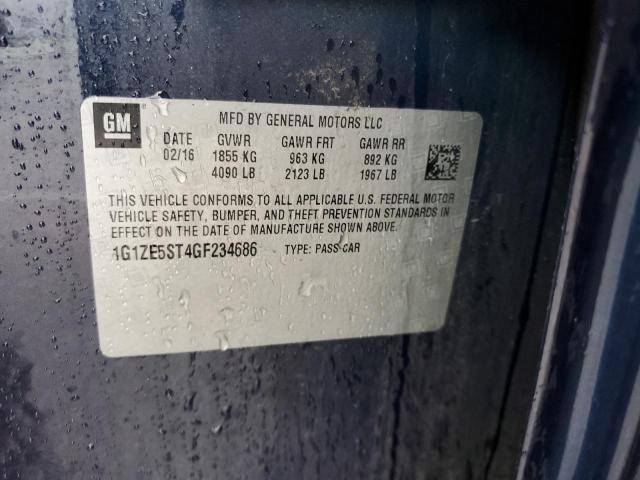 GM
MFD BY GENERAL MOTORS LLC
DATE GVWR GAWR FRT GAWR RR
02/16 1855 KG 963 KG 892 KG
4090 LB 2123 LB 1967 LB
THIS VEHICLE CONFORMS TO ALL APPLICABLE U.S. FEDERAL MOTOR
VEHICLE SAFETY, BUMPER, AND THEFT PREVENTION STANDARDS IN
EFFECT ON THE DATE OF MANUFACTURE SHOWN ABOVE.
1G1ZE5ST4GF234686 TYPE: PASS CAR